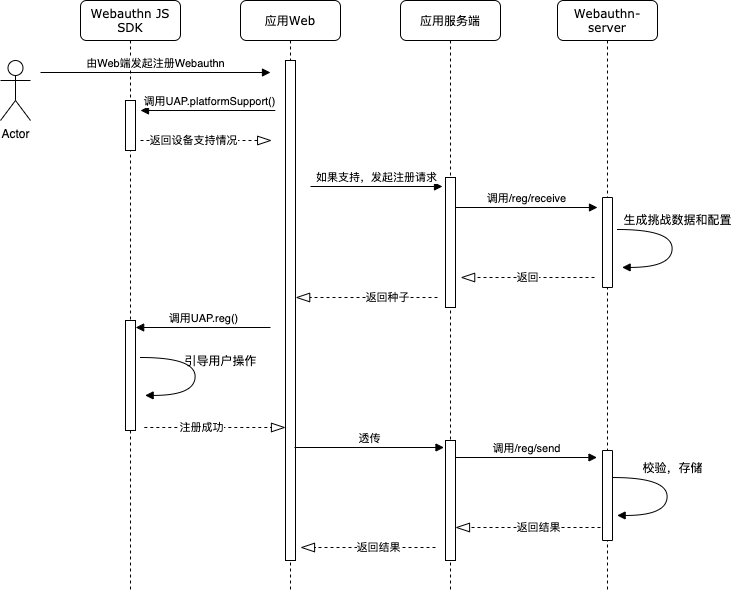 Webauthn JS
SDK
应用Web
应用服务端
Webauthn-
server
由Web端发起注册Webauthn
Actor
调用UAP.platformSupport()
返回设备支持情况
如果支持，发起注册请求
调用/reg/receive
生成挑战数据和配置
返回
返回种子
调用UAP.reg()
引导用户操作
注册成功
透传
调用/reg/send
校验，存储
返回结果
返回结果